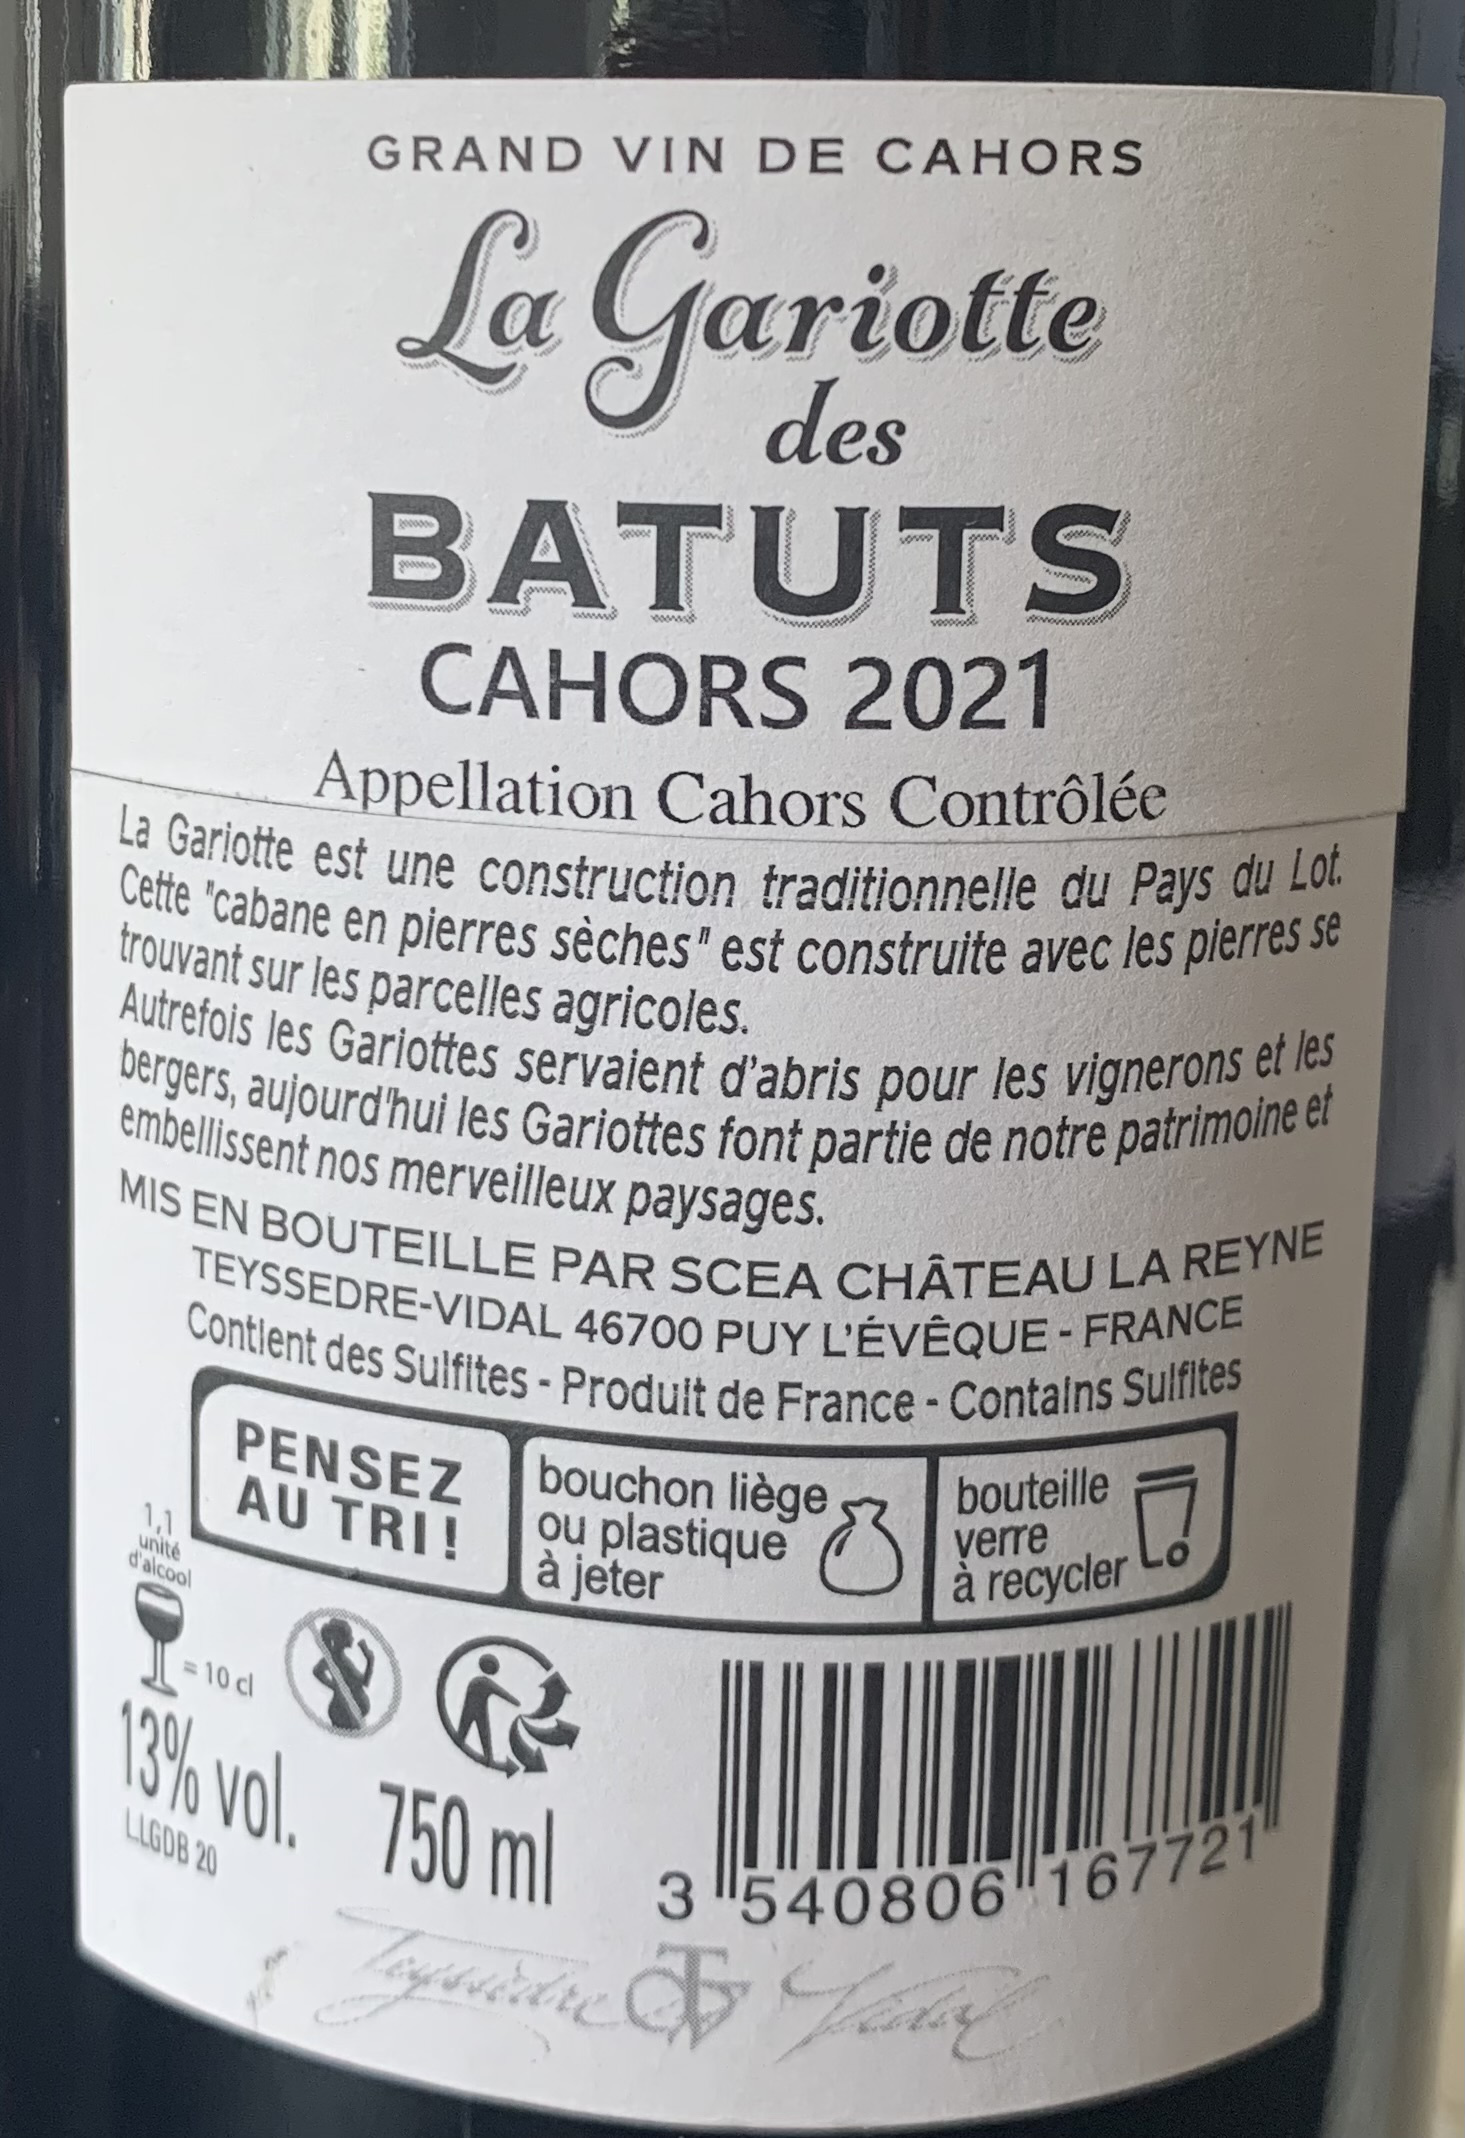 GRAND VIN DE CAHORS
La Gariotte
des
BATUTS
CAHORS 2021
Appellation Cahors Contrôlée
La Gariotte est une construction traditionnelle du Pays du Lot.
Cette "cabane en pierres sèches" est construite avec les pierres se
trouvant sur les parcelles agricoles.
Autrefois les Gariottes servaient d'abris pour les vignerons et les
bergers, aujourd'hui les Gariottes font partie de notre patrimoine et
embellissent nos merveilleux paysages.
MIS EN BOUTEILLE PAR SCEA CHÂTEAU LA REYNE
TEYSSEDRE-VIDAL 46700 PUY L'ÉVÊQUE - FRANCE
Contient des Sulfites - Produit de France - Contains Sulfites
PENSEZ
AU TRI !
bouchon liège
ou plastique
à jeter
bouteille
verre
à recycler
1,1
unité
d'alcool
= 10 cl
13% vol.
750 ml
LLGDB 20
3 540806 167721
Teyssèdre TV Vidal